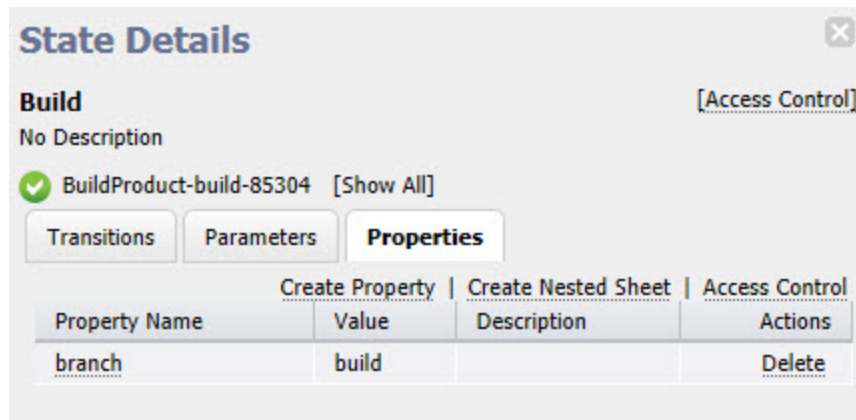 State Details
Build
[Access Control]
No Description
BuildProduct-build-85304 [Show All]
Transitions Parameters Properties
Create Property | Create Nested Sheet | Access Control
Property Name Value Description Actions
branch build Delete